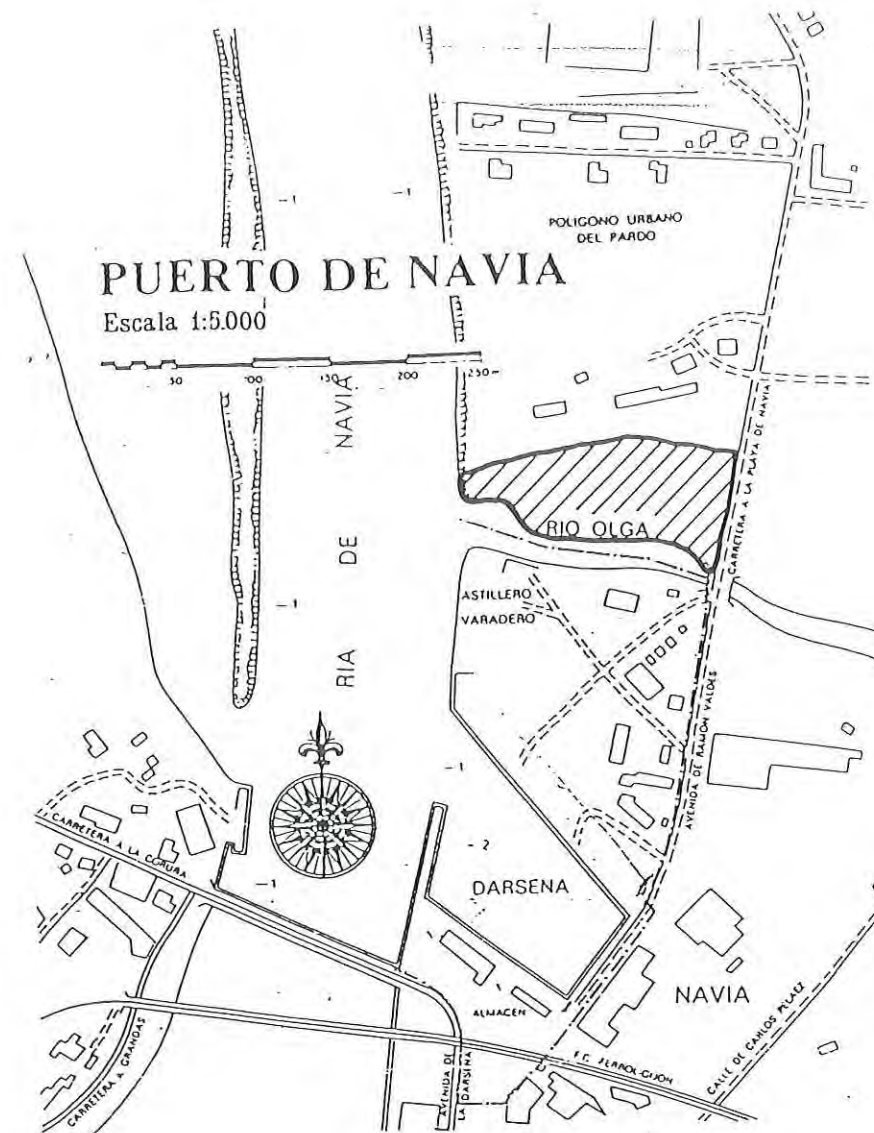 POLIGONO URBANO
DEL PARDO
PUERTO DE NAVIA
Escala 1:5.000
50 100 150 200 250 m
-1
-1
RIA DE NAVIA
CARRETERA A LA PLAYA DE NAVIA
RIO OLGA
-1
ASTILLERO
VARADERO
AVENIDA DE RAMON VALDES
-1
-2
CARRETERA A LA CORUÑA
-1
DARSENA
NAVIA
ALMACEN
CARRETERA A GRANDAS
AVENIDA DE
LA DARSINA
F.C. FERROL-GIJON
CALLE DE CARLOS PELAEZ